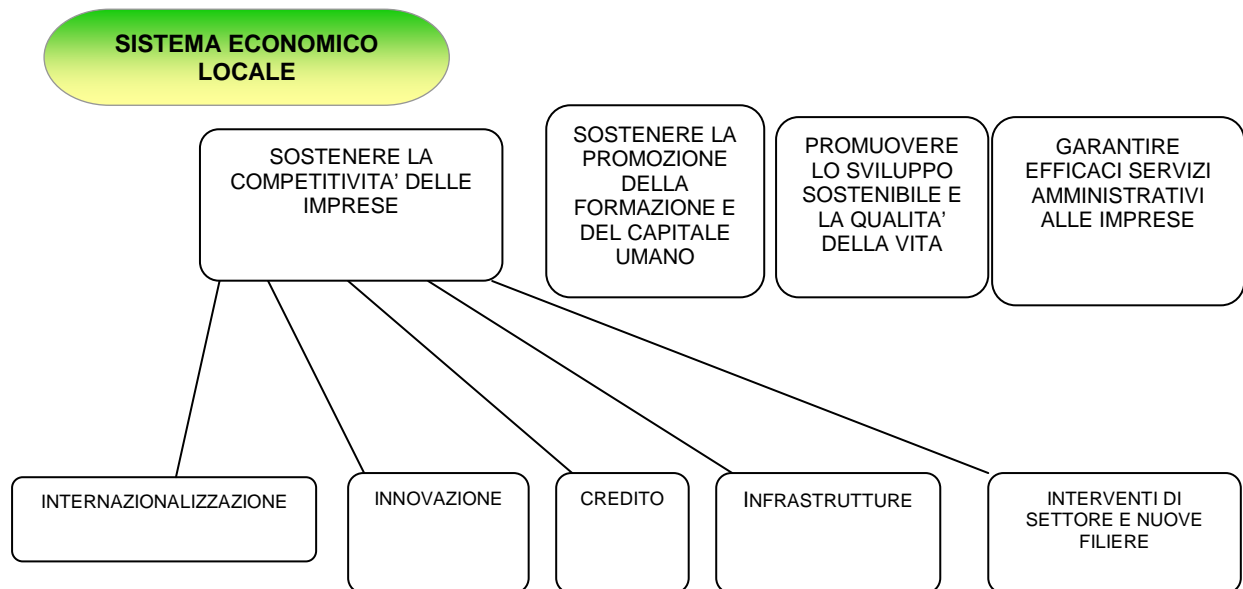 SISTEMA ECONOMICO
LOCALE
SOSTENERE LA
COMPETITIVITA’ DELLE
IMPRESE
SOSTENERE LA
PROMOZIONE
DELLA
FORMAZIONE E
DEL CAPITALE
UMANO
PROMUOVERE
LO SVILUPPO
SOSTENIBILE E
LA QUALITA’
DELLA VITA
GARANTIRE
EFFICACI SERVIZI
AMMINISTRATIVI
ALLE IMPRESE
INTERNAZIONALIZZAZIONE
INNOVAZIONE
CREDITO
INFRASTRUTTURE
INTERVENTI DI
SETTORE E NUOVE
FILIERE